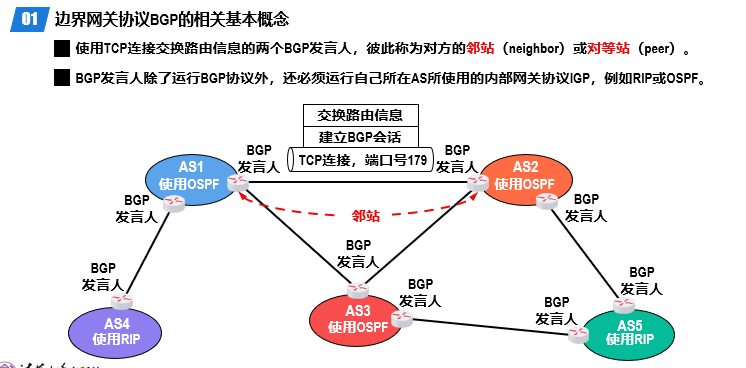 01 边界网关协议BGP的相关基本概念
使用TCP连接交换路由信息的两个BGP发言人，彼此称为对方的邻站（neighbor）或对等站（peer）。
BGP发言人除了运行BGP协议外，还必须运行自己所在AS所使用的内部网关协议IGP，例如RIP或OSPF。
交换路由信息
建立BGP会话
TCP连接，端口号179
BGP
发言人
BGP
发言人
AS1
使用OSPF
AS2
使用OSPF
BGP
发言人
BGP
发言人
邻站
BGP
发言人
BGP
发言人
BGP
发言人
BGP
发言人
AS3
使用OSPF
BGP
发言人
AS4
使用RIP
AS5
使用RIP